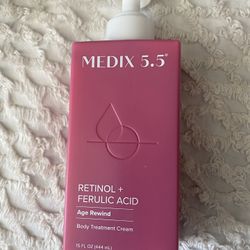 MEDIX 5.5®
RETINOL +
FERULIC ACID
Age Rewind
Body Treatment Cream
15 FL OZ (444 mL)